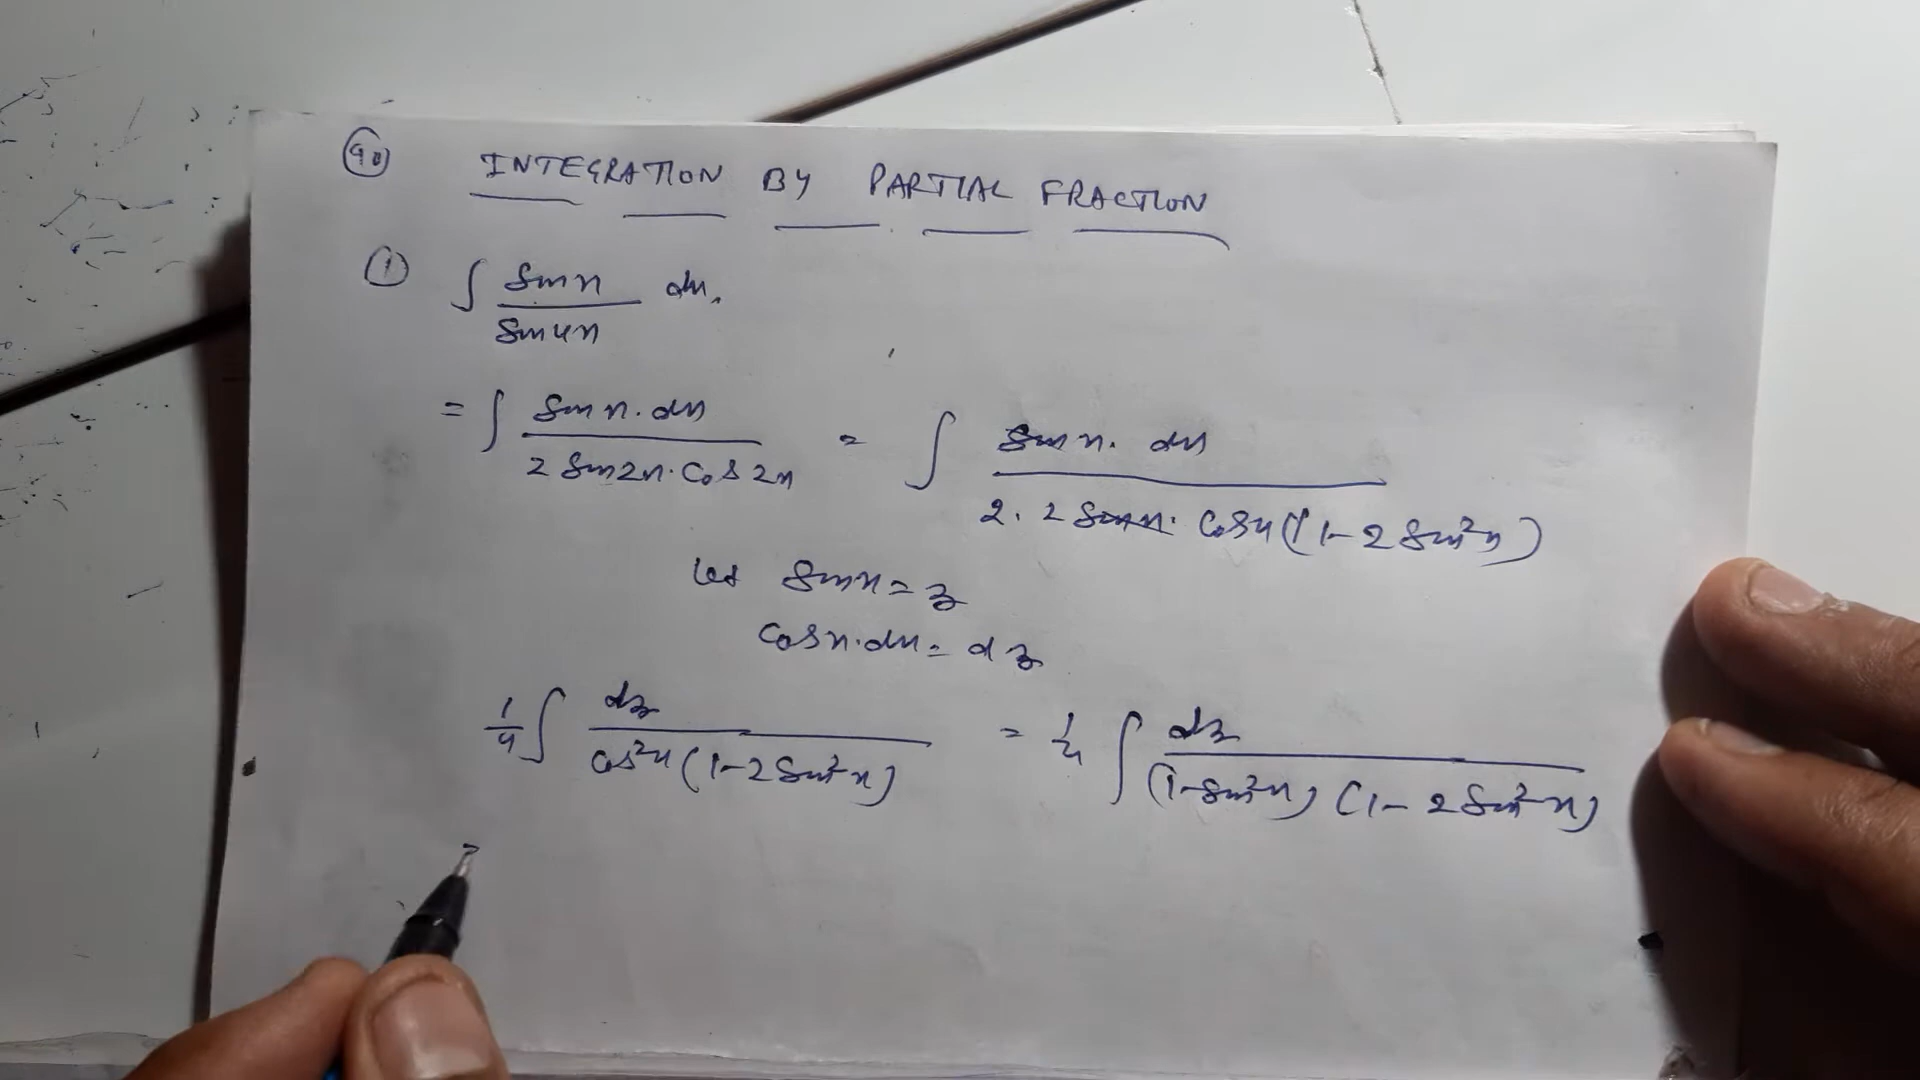 90 INTEGRATION BY PARTIAL FRACTION
① ∫ sin x / sin 4x dx.
= ∫ sin x. dx / 2 sin 2x. cos 2x = ∫ sin x. dx / 2. 2 sin x. cos x (1 - 2 sin²x)
let sin x = z
cos x. dx = dz
1/4 ∫ dz / cos²x (1 - 2 sin²x) = 1/4 ∫ dz / (1 - sin²x) (1 - 2 sin²x)
=